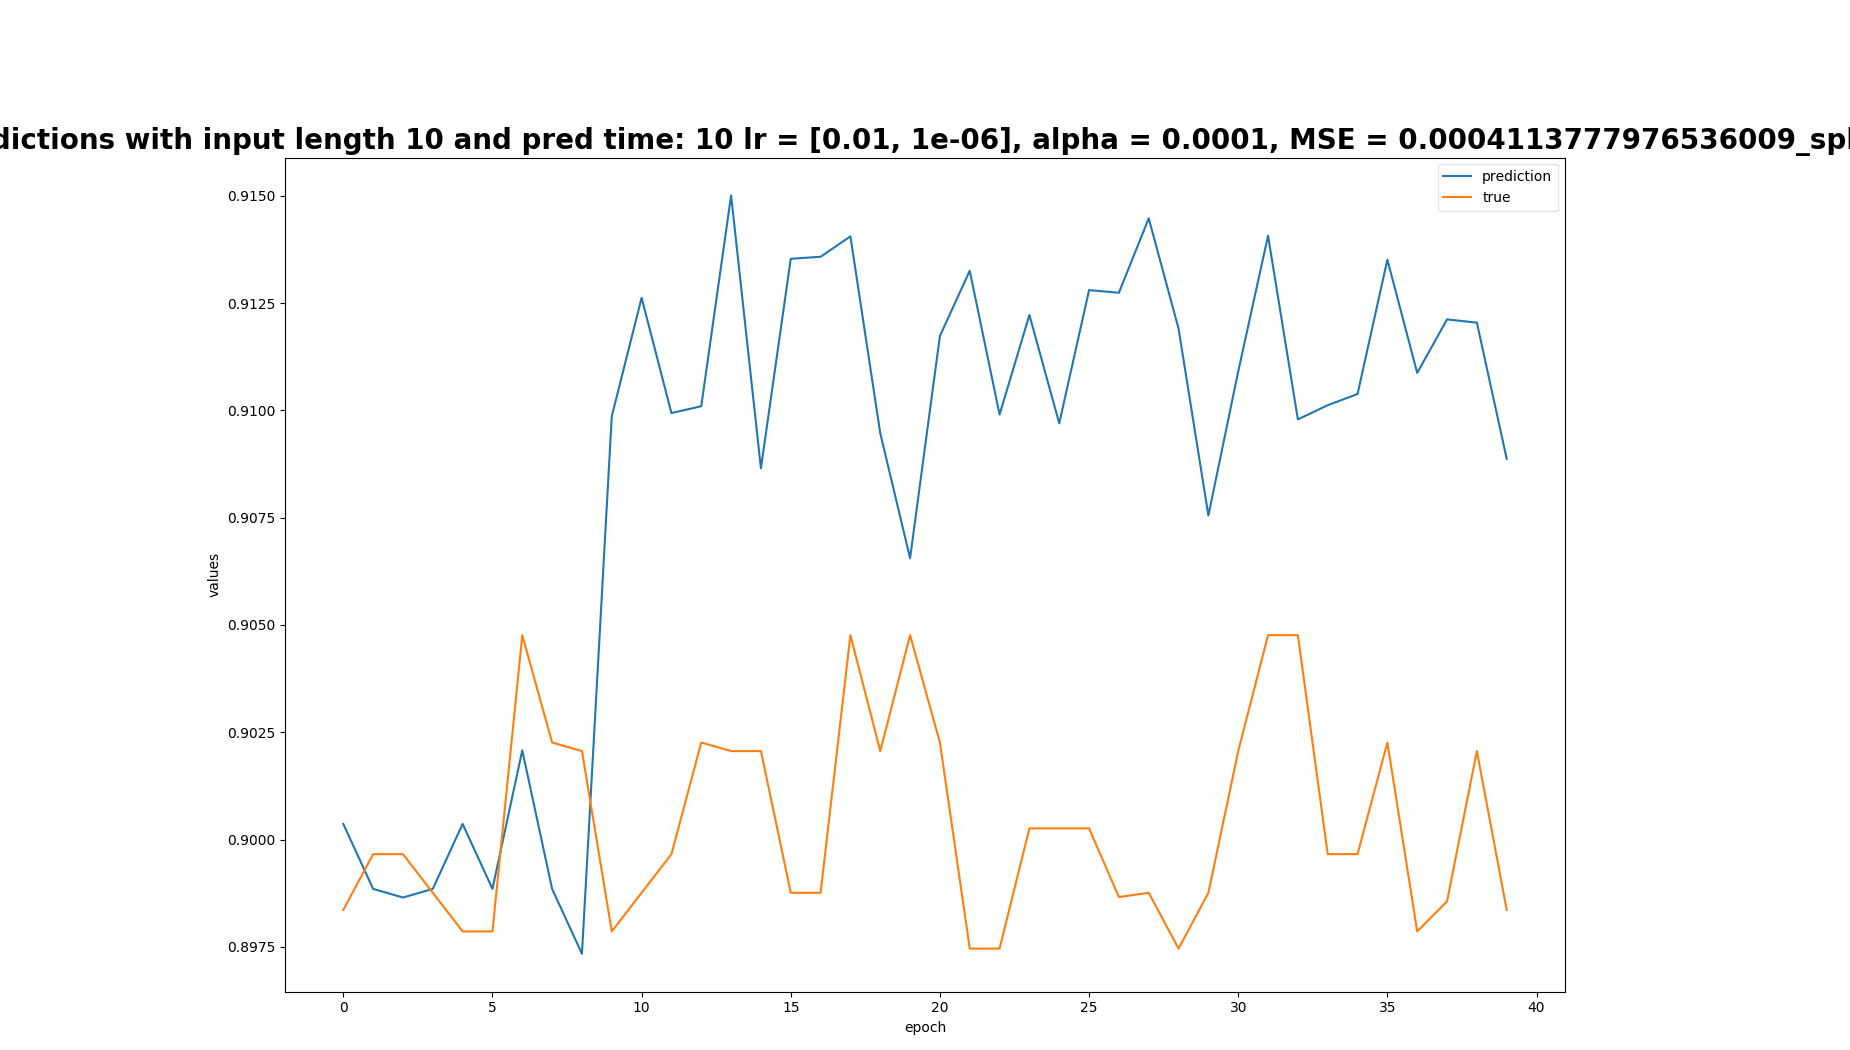 dictions with input length 10 and pred time: 10 lr = [0.01, 1e-06], alpha = 0.0001, MSE = 0.0004113777976536009_spl
prediction
true
0.9150
0.9125
0.9100
0.9075
0.9050
0.9025
0.9000
0.8975
values
0 5 10 15 20 25 30 35 40
epoch